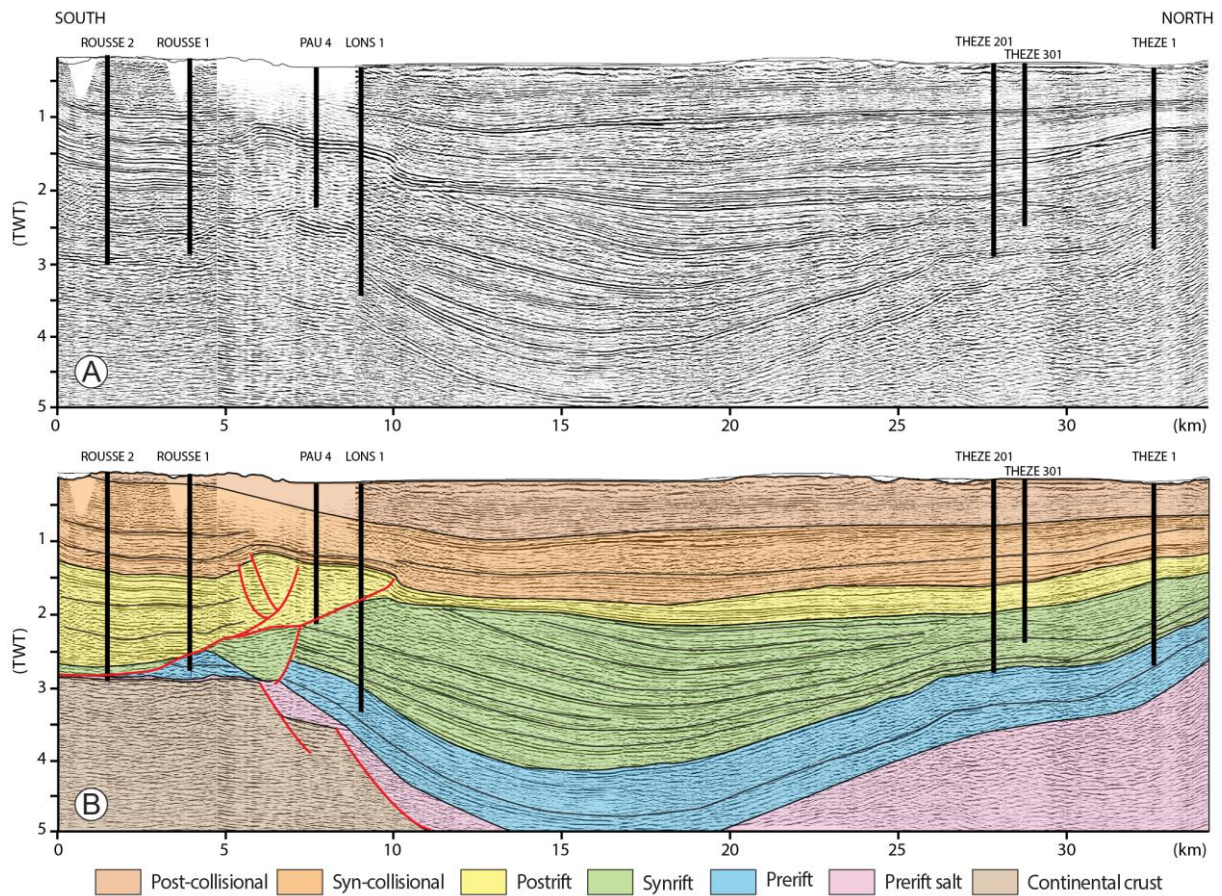 SOUTH NORTH
ROUSSE 2 ROUSSE 1 PAU 4 LONS 1 THEZE 201 THEZE 301 THEZE 1
1
2
(TWT)
3
4
A
5
0 5 10 15 20 25 30 (km)
ROUSSE 2 ROUSSE 1 PAU 4 LONS 1 THEZE 201 THEZE 301 THEZE 1
1
2
(TWT)
3
4
B
5
0 5 10 15 20 25 30 (km)
Post-collisional Syn-collisional Postrift Synrift Prerift Prerift salt Continental crust